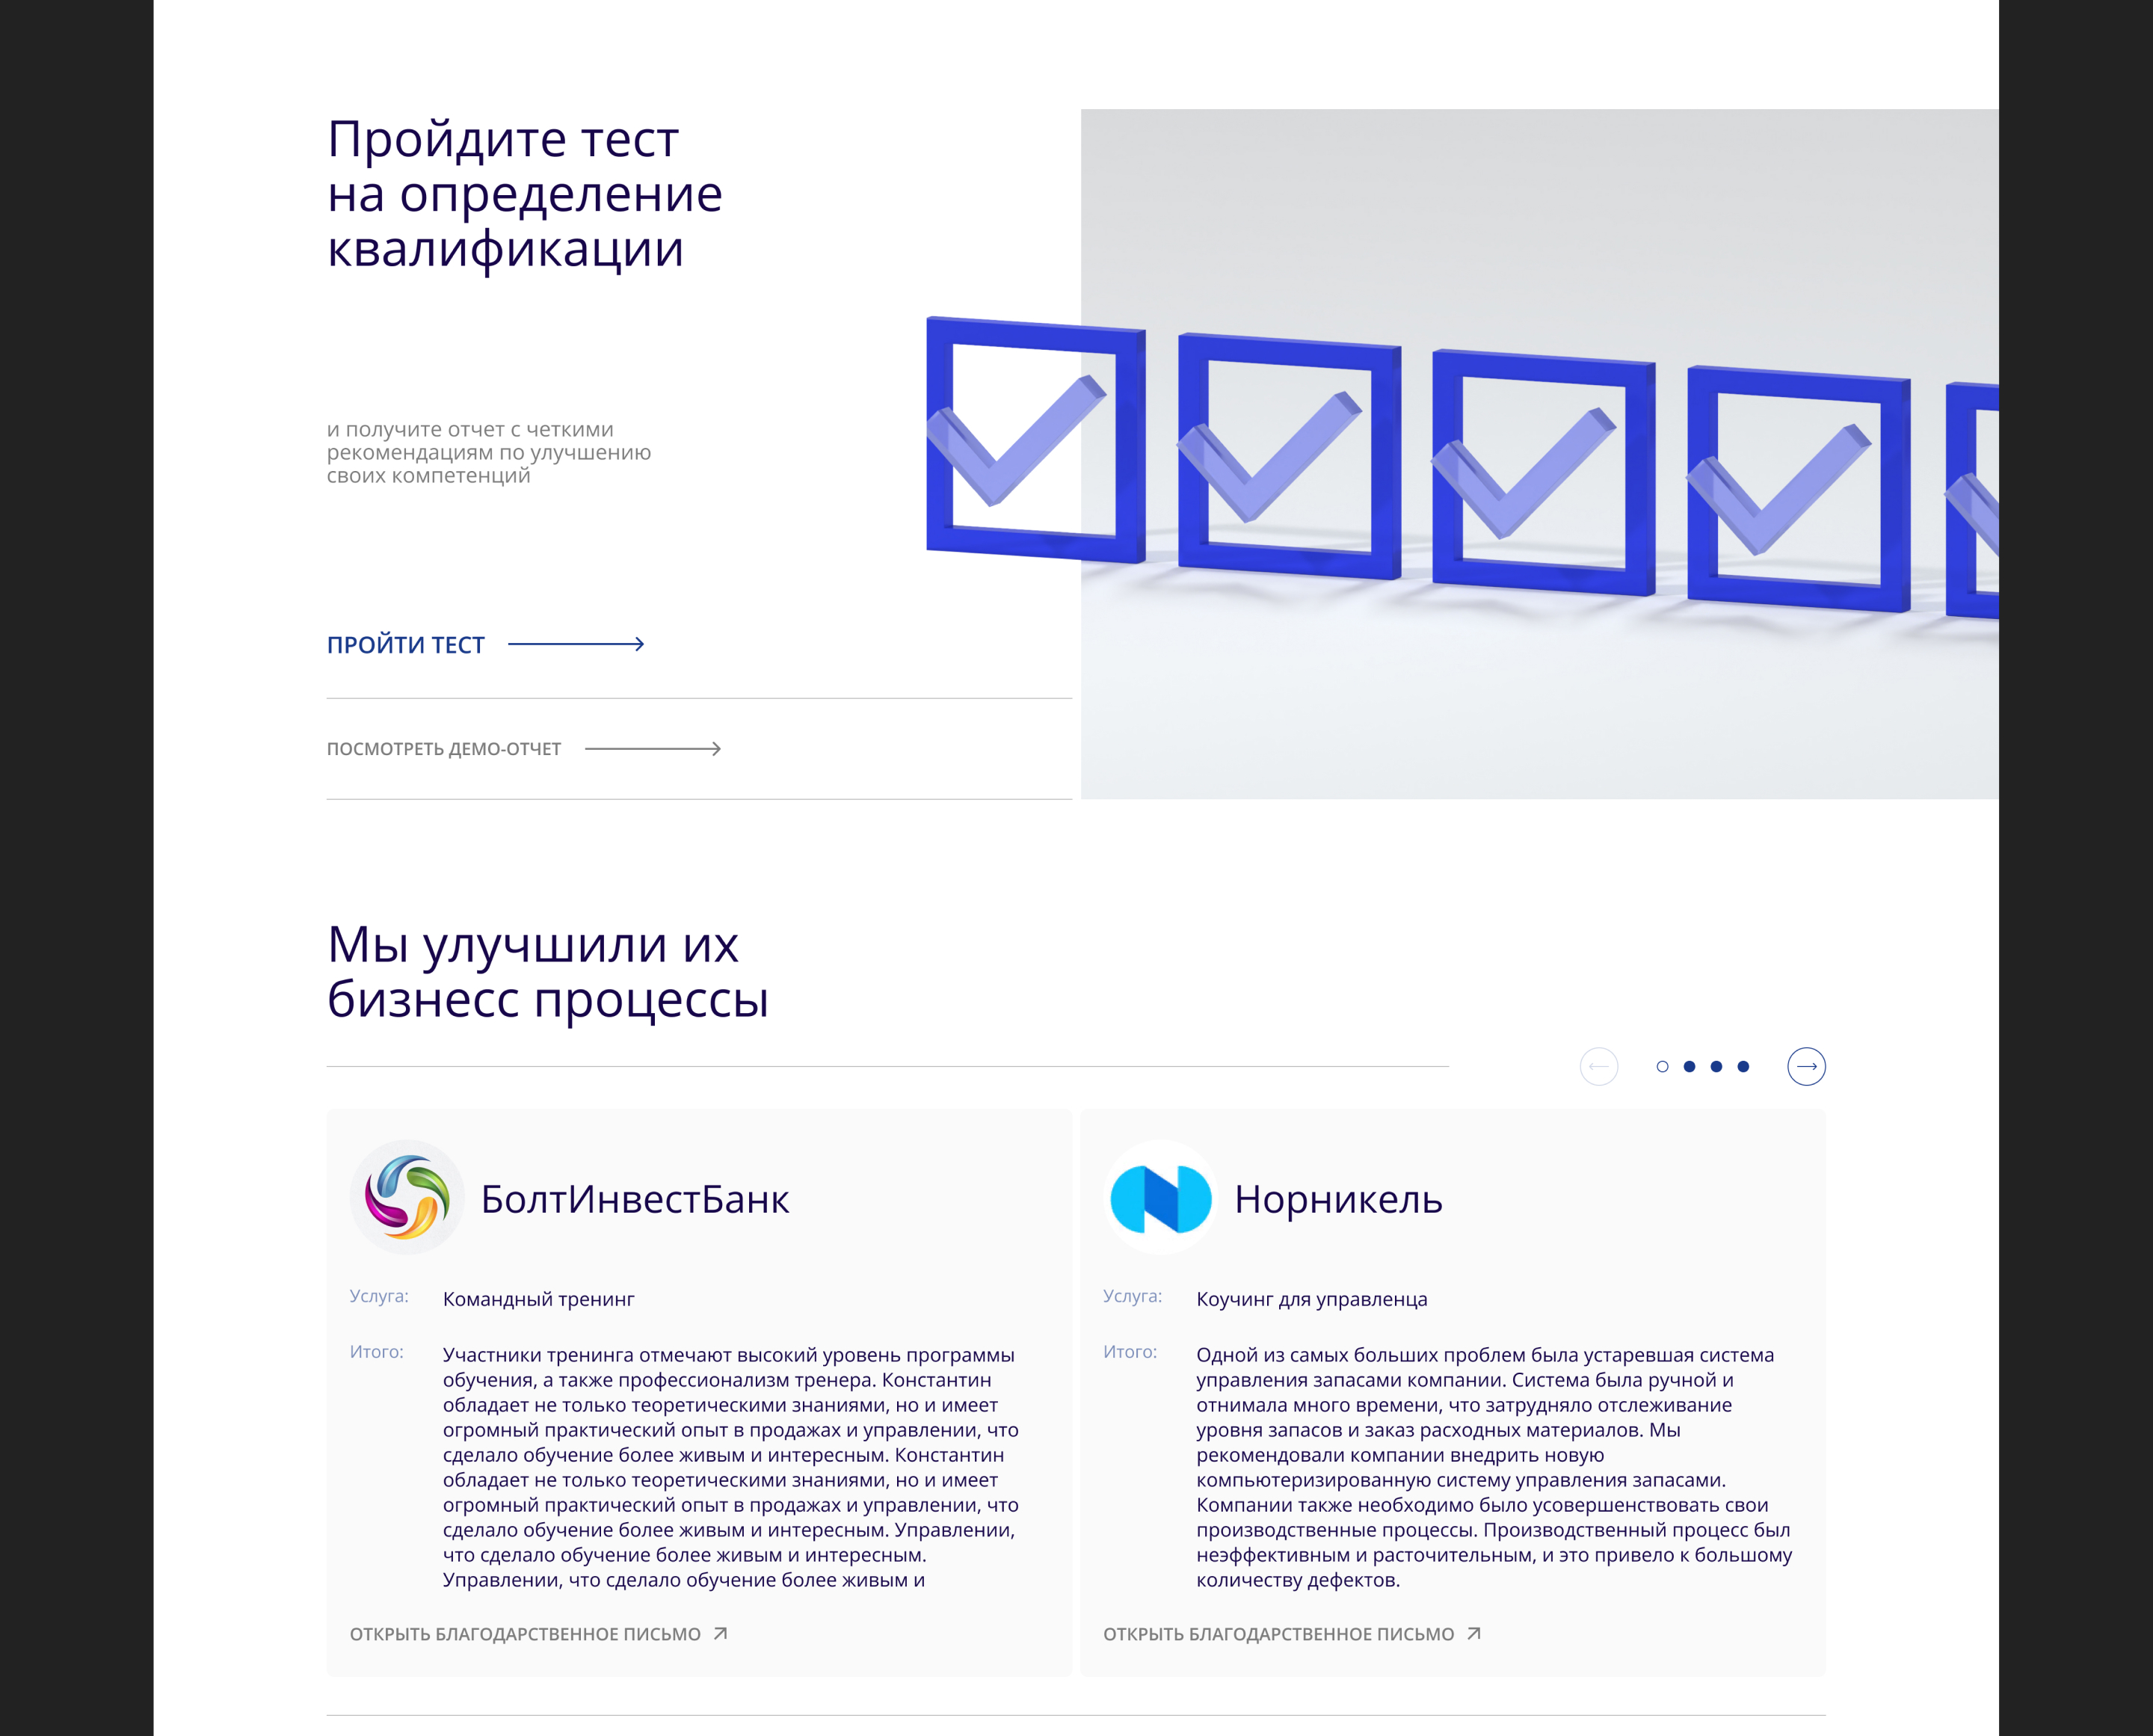 Пройдите тест
на определение
квалификации
и получите отчет с четкими
рекомендациям по улучшению
своих компетенций
ПРОЙТИ ТЕСТ
ПОСМОТРЕТЬ ДЕМО-ОТЧЕТ
Мы улучшили их
бизнесс процессы
БолтИнвестБанк
Услуга:
Командный тренинг
Итого:
Участники тренинга отмечают высокий уровень программы
обучения, а также профессионализм тренера. Константин
обладает не только теоретическими знаниями, но и имеет
огромный практический опыт в продажах и управлении, что
сделало обучение более живым и интересным. Константин
обладает не только теоретическими знаниями, но и имеет
огромный практический опыт в продажах и управлении, что
сделало обучение более живым и интересным. Управлении,
что сделало обучение более живым и интересным.
Управлении, что сделало обучение более живым и
ОТКРЫТЬ БЛАГОДАРСТВЕННОЕ ПИСЬМО
Норникель
Услуга:
Коучинг для управленца
Итого:
Одной из самых больших проблем была устаревшая система
управления запасами компании. Система была ручной и
отнимала много времени, что затрудняло отслеживание
уровня запасов и заказ расходных материалов. Мы
рекомендовали компании внедрить новую
компьютеризированную систему управления запасами.
Компании также необходимо было усовершенствовать свои
производственные процессы. Производственный процесс был
неэффективным и расточительным, и это привело к большому
количеству дефектов.
ОТКРЫТЬ БЛАГОДАРСТВЕННОЕ ПИСЬМО